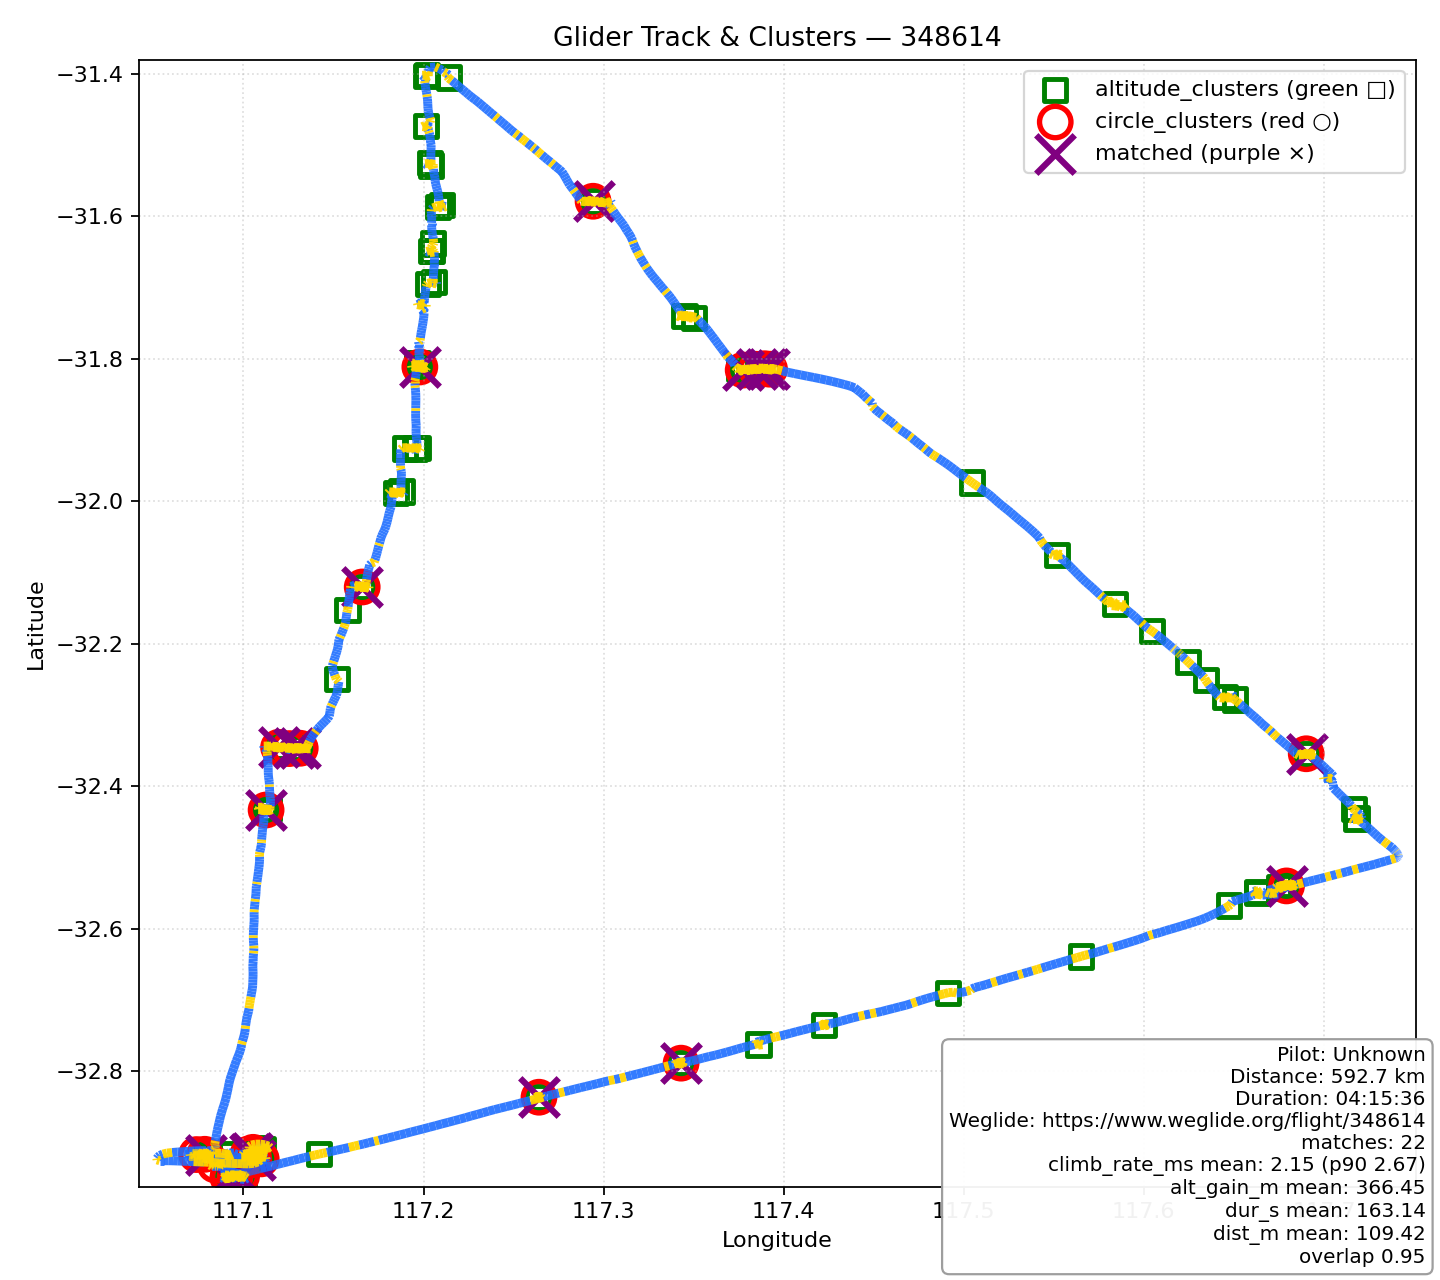 Glider Track & Clusters — 348614
altitude_clusters (green □)
circle_clusters (red ○)
matched (purple ×)
Latitude
−31.4
−31.6
−31.8
−32.0
−32.2
−32.4
−32.6
−32.8
117.1
117.2
117.3
117.4
117.5
117.6
Longitude
Pilot: Unknown
Distance: 592.7 km
Duration: 04:15:36
Weglide: https://www.weglide.org/flight/348614
matches: 22
climb_rate_ms mean: 2.15 (p90 2.67)
alt_gain_m mean: 366.45
dur_s mean: 163.14
dist_m mean: 109.42
overlap 0.95